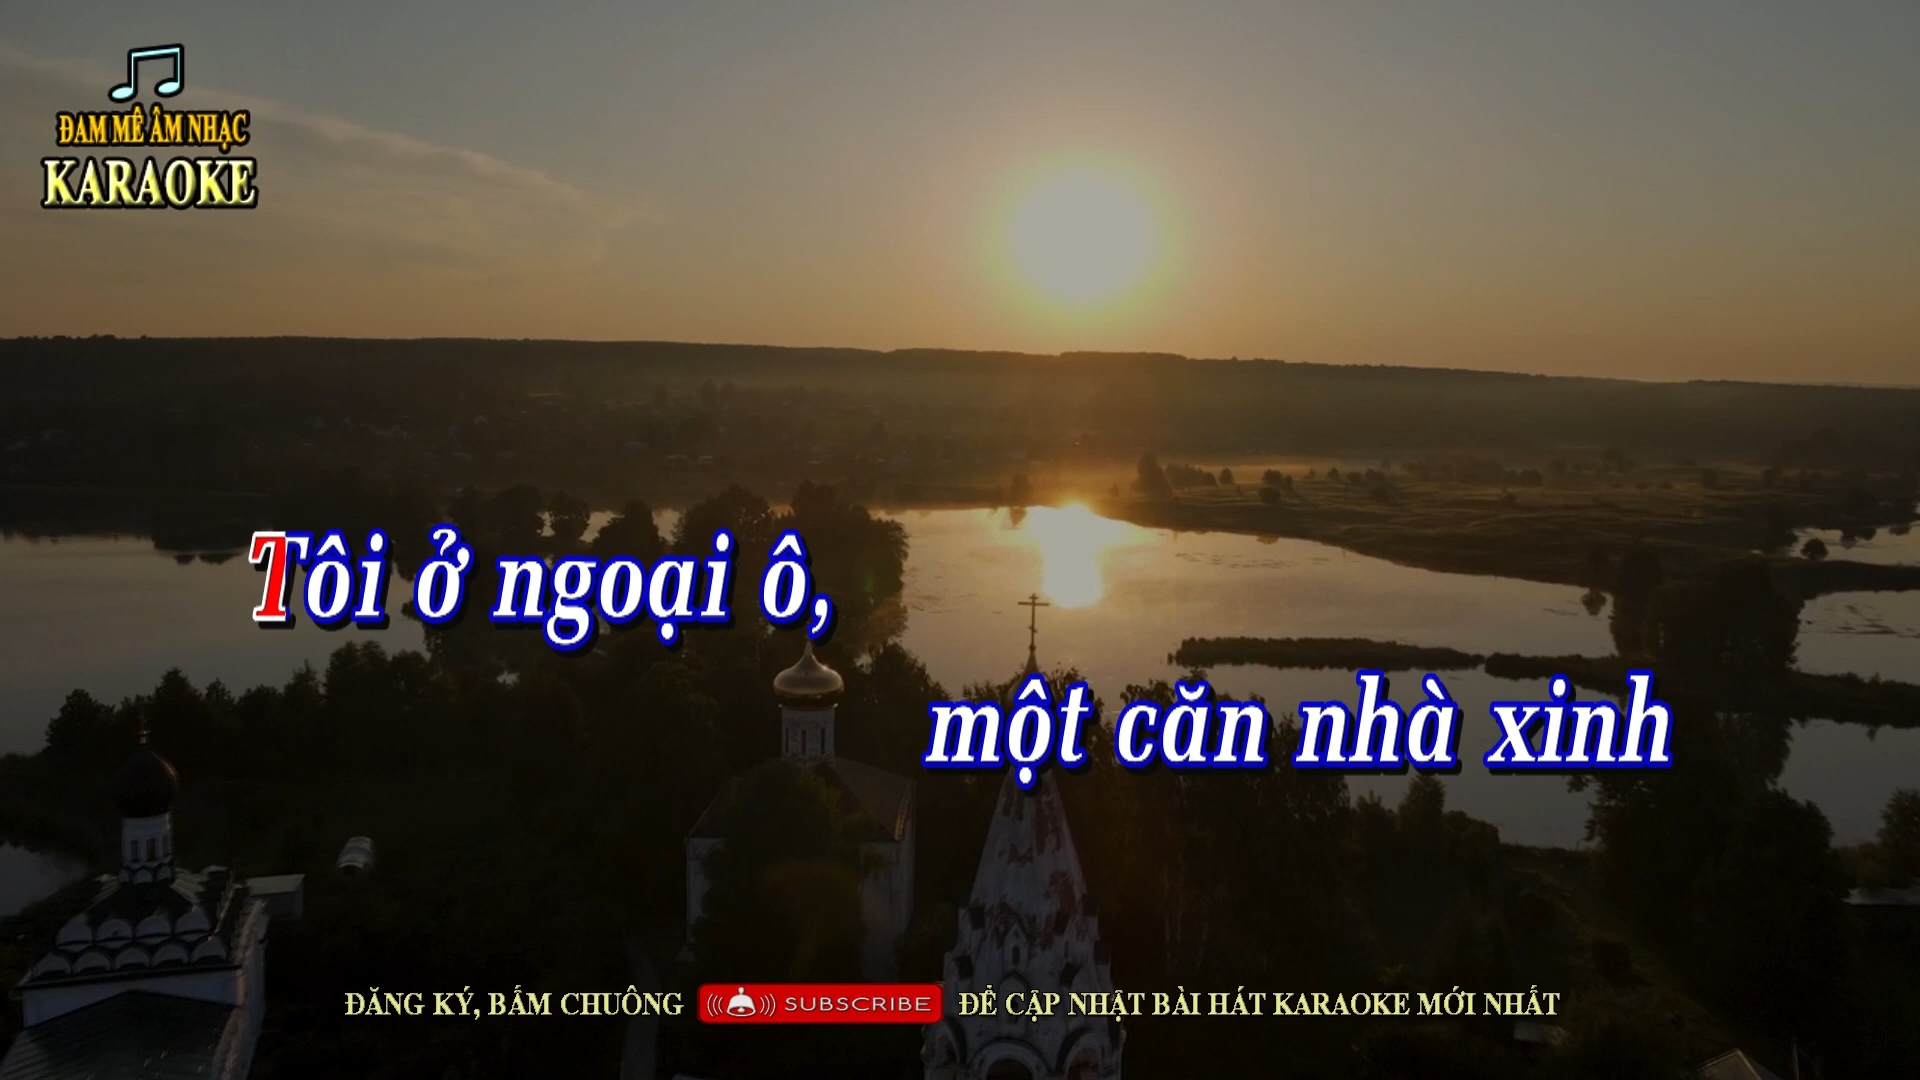 ĐAM MÊ ÂM NHẠC
KARAOKE
Tôi ở ngoại ô,
một căn nhà xinh
ĐĂNG KÝ, BẤM CHUÔNG SUBSCRIBE ĐỂ CẬP NHẬT BÀI HÁT KARAOKE MỚI NHẤT